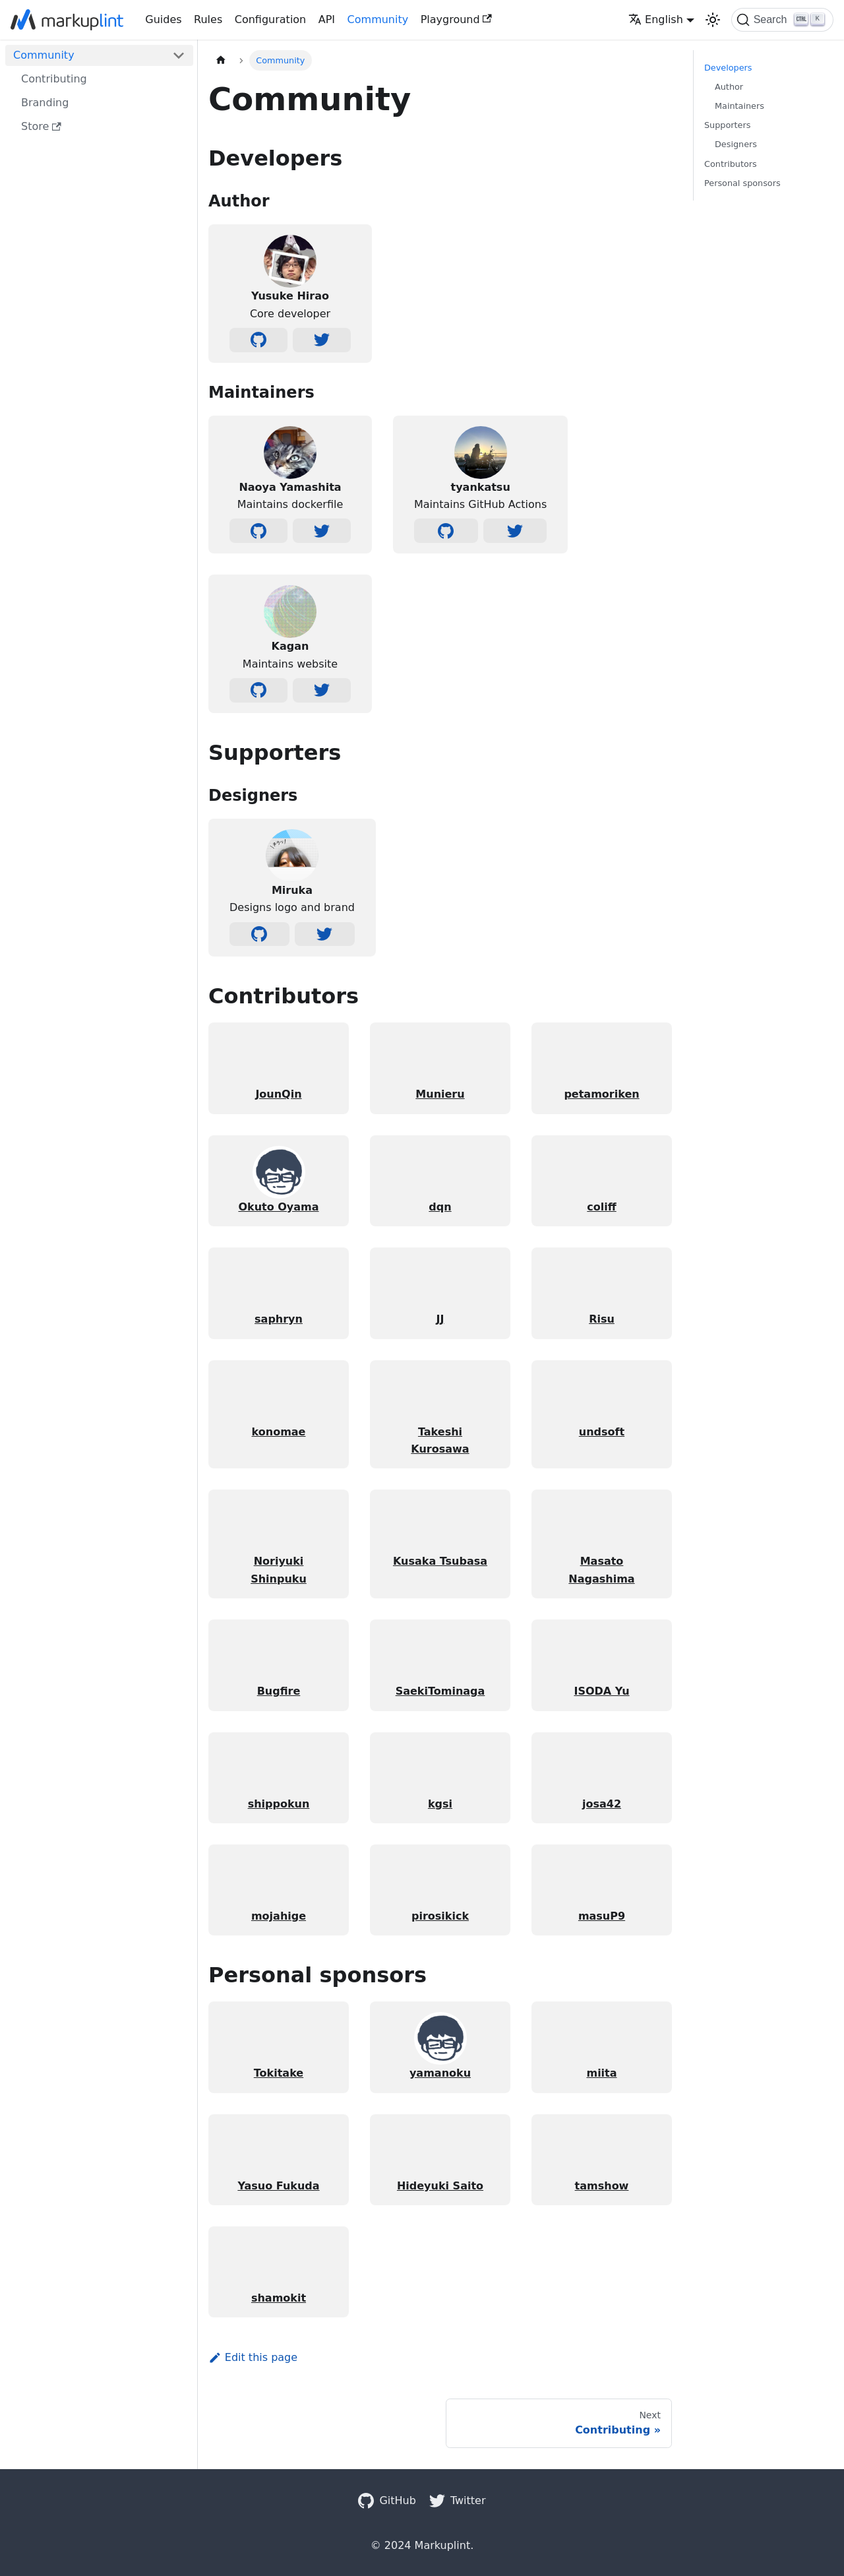 markuplint
Guides Rules Configuration API Community Playground
English
Search CTRL K
Community
Contributing
Branding
Store
Community
Community
Developers
Author
Yusuke Hirao
Core developer
Maintainers
Naoya Yamashita
Maintains dockerfile
tyankatsu
Maintains GitHub Actions
Kagan
Maintains website
Supporters
Designers
Miruka
Designs logo and brand
Contributors
JounQin
Munieru
petamoriken
Okuto Oyama
dqn
coliff
saphryn
JJ
Risu
konomae
Takeshi
Kurosawa
undsoft
Noriyuki
Shinpuku
Kusaka Tsubasa
Masato
Nagashima
Bugfire
SaekiTominaga
ISODA Yu
shippokun
kgsi
josa42
mojahige
pirosikick
masuP9
Personal sponsors
Tokitake
yamanoku
miita
Yasuo Fukuda
Hideyuki Saito
tamshow
shamokit
Edit this page
Next
Contributing »
Developers
Author
Maintainers
Supporters
Designers
Contributors
Personal sponsors
GitHub
Twitter
© 2024 Markuplint.